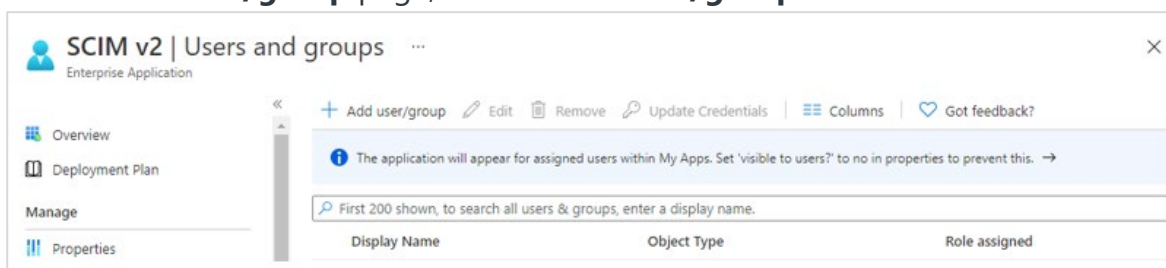 SCIM v2 | Users and groups ...
Enterprise Application
Overview
Deployment Plan
Manage
Properties
+ Add user/group Edit Remove Update Credentials Columns Got feedback?
The application will appear for assigned users within My Apps. Set 'visible to users?' to no in properties to prevent this. →
First 200 shown, to search all users & groups, enter a display name.
Display Name Object Type Role assigned